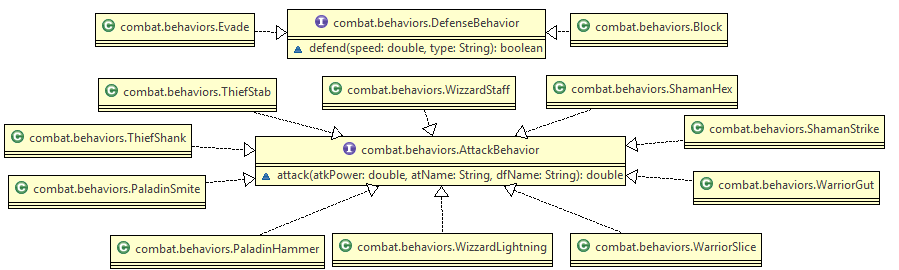 combat.behaviors.Evade
I combat.behaviors.DefenseBehavior
defend(speed: double, type: String): boolean
C combat.behaviors.Block
C combat.behaviors.ThiefStab
C combat.behaviors.WizzardStaff
C combat.behaviors.ShamanHex
C combat.behaviors.ThiefShank
I combat.behaviors.AttackBehavior
attack(atkPower: double, atName: String, dfName: String): double
C combat.behaviors.ShamanStrike
C combat.behaviors.PaladinSmite
C combat.behaviors.WarriorGut
C combat.behaviors.PaladinHammer
C combat.behaviors.WizzardLightning
C combat.behaviors.WarriorSlice